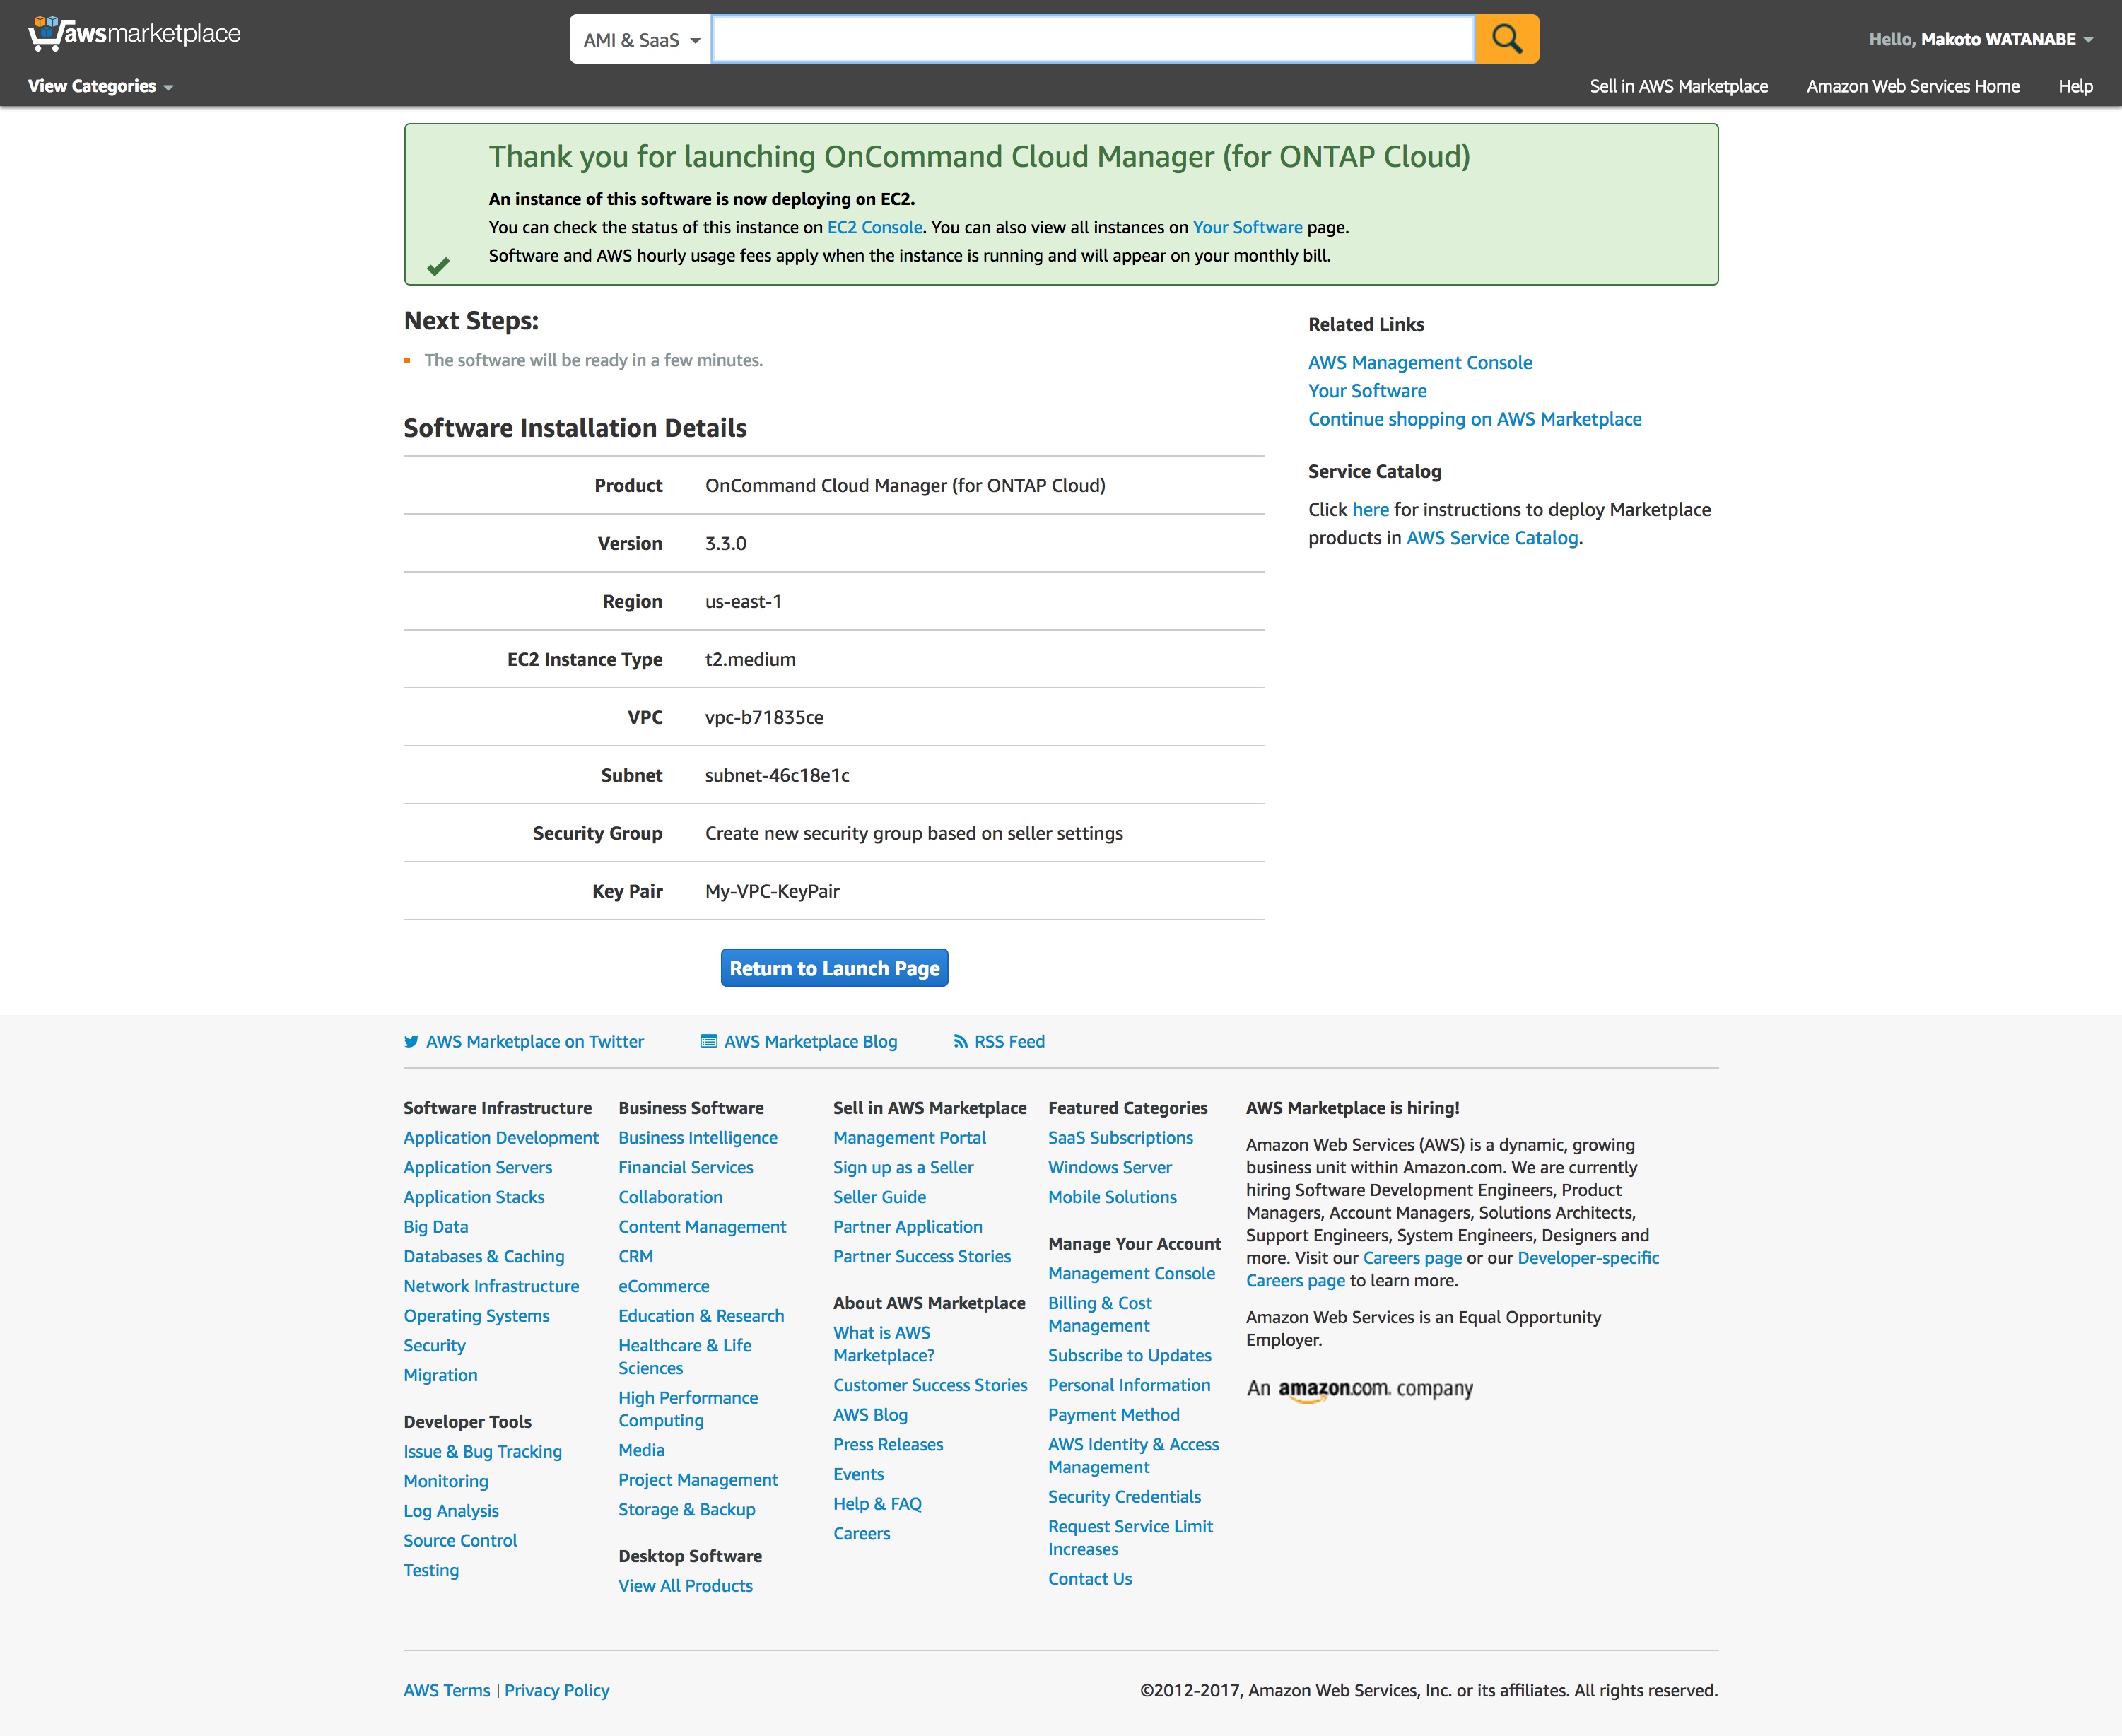 awsmarketplace
AMI & SaaS
Hello, Makoto WATANABE
View Categories
Sell in AWS Marketplace
Amazon Web Services Home
Help
Thank you for launching OnCommand Cloud Manager (for ONTAP Cloud)
An instance of this software is now deploying on EC2.
You can check the status of this instance on EC2 Console. You can also view all instances on Your Software page.
Software and AWS hourly usage fees apply when the instance is running and will appear on your monthly bill.
Next Steps:
The software will be ready in a few minutes.
Software Installation Details
Product OnCommand Cloud Manager (for ONTAP Cloud)
Version 3.3.0
Region us-east-1
EC2 Instance Type t2.medium
VPC vpc-b71835ce
Subnet subnet-46c18e1c
Security Group Create new security group based on seller settings
Key Pair My-VPC-KeyPair
Return to Launch Page
Related Links
AWS Management Console
Your Software
Continue shopping on AWS Marketplace
Service Catalog
Click here for instructions to deploy Marketplace
products in AWS Service Catalog.
AWS Marketplace on Twitter
AWS Marketplace Blog
RSS Feed
Software Infrastructure
Application Development
Application Servers
Application Stacks
Big Data
Databases & Caching
Network Infrastructure
Operating Systems
Security
Migration
Developer Tools
Issue & Bug Tracking
Monitoring
Log Analysis
Source Control
Testing
Business Software
Business Intelligence
Financial Services
Collaboration
Content Management
CRM
eCommerce
Education & Research
Healthcare & Life
Sciences
High Performance
Computing
Media
Project Management
Storage & Backup
Desktop Software
View All Products
Sell in AWS Marketplace
Management Portal
Sign up as a Seller
Seller Guide
Partner Application
Partner Success Stories
About AWS Marketplace
What is AWS
Marketplace?
Customer Success Stories
AWS Blog
Press Releases
Events
Help & FAQ
Careers
Featured Categories
SaaS Subscriptions
Windows Server
Mobile Solutions
Manage Your Account
Management Console
Billing & Cost
Management
Subscribe to Updates
Personal Information
Payment Method
AWS Identity & Access
Management
Security Credentials
Request Service Limit
Increases
Contact Us
AWS Marketplace is hiring!
Amazon Web Services (AWS) is a dynamic, growing
business unit within Amazon.com. We are currently
hiring Software Development Engineers, Product
Managers, Account Managers, Solutions Architects,
Support Engineers, System Engineers, Designers and
more. Visit our Careers page or our Developer-specific
Careers page to learn more.
Amazon Web Services is an Equal Opportunity
Employer.
An amazon.com. company
AWS Terms | Privacy Policy
©2012-2017, Amazon Web Services, Inc. or its affiliates. All rights reserved.